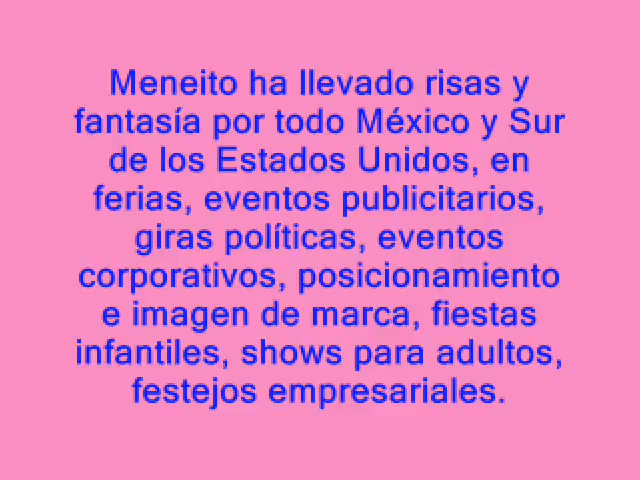 Meneito ha llevado risas y
fantasía por todo México y Sur
de los Estados Unidos, en
ferias, eventos publicitarios,
giras políticas, eventos
corporativos, posicionamiento
e imagen de marca, fiestas
infantiles, shows para adultos,
festejos empresariales.